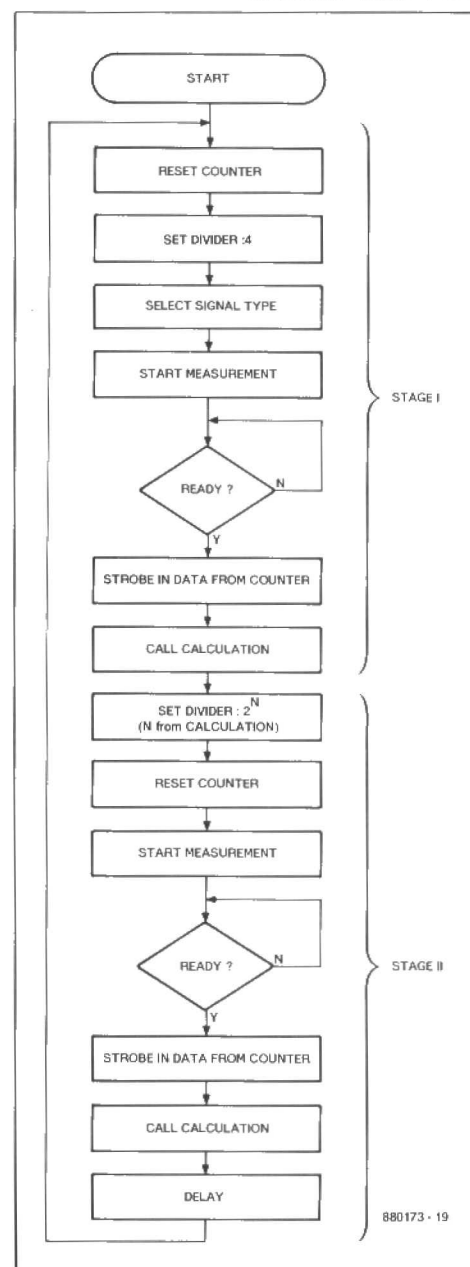 START
RESET COUNTER
SET DIVIDER :4
SELECT SIGNAL TYPE
START MEASUREMENT
STAGE I
READY ?
N
Y
STROBE IN DATA FROM COUNTER
CALL CALCULATION
SET DIVIDER : 2^N
(N from CALCULATION)
RESET COUNTER
START MEASUREMENT
READY ?
N
STAGE II
Y
STROBE IN DATA FROM COUNTER
CALL CALCULATION
DELAY
880173 - 19